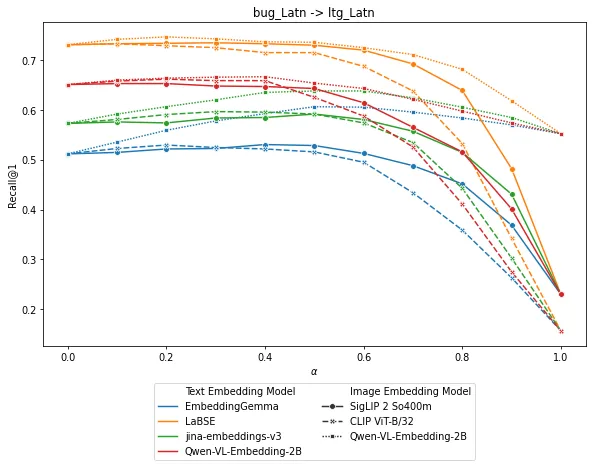 bug_Latn -> ltg_Latn
Recall@1
0.7
0.6
0.5
0.4
0.3
0.2
0.0
0.2
0.4
0.6
0.8
1.0
α
Text Embedding Model
EmbeddingGemma
LaBSE
jina-embeddings-v3
Qwen-VL-Embedding-2B
Image Embedding Model
SigLIP 2 So400m
CLIP ViT-B/32
Qwen-VL-Embedding-2B